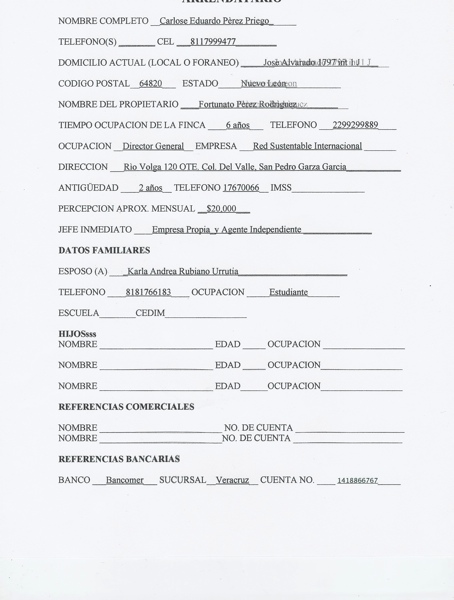 ARRENDATARIO
NOMBRE COMPLETO Carlose Eduardo Pérez Priego
TELEFONO(S) CEL 8117999477
DOMICILIO ACTUAL (LOCAL O FORANEO) José Alvarado 1797 int
CODIGO POSTAL 64820 ESTADO Nuevo León
NOMBRE DEL PROPIETARIO Fortunato Pérez Rodríguez
TIEMPO OCUPACION DE LA FINCA 6 años TELEFONO 2299299889
OCUPACION Director General EMPRESA Red Sustentable Internacional
DIRECCION Rio Volga 120 OTE. Col. Del Valle, San Pedro Garza Garcia
ANTIGÜEDAD 2 años TELEFONO 17670066 IMSS
PERCEPCION APROX. MENSUAL $20,000
JEFE INMEDIATO Empresa Propia y Agente Independiente
DATOS FAMILIARES
ESPOSO (A) Karla Andrea Rubiano Urrutia
TELEFONO 8181766183 OCUPACION Estudiante
ESCUELA CEDIM
HIJOSsss
NOMBRE EDAD OCUPACION
NOMBRE EDAD OCUPACION
NOMBRE EDAD OCUPACION
REFERENCIAS COMERCIALES
NOMBRE NO. DE CUENTA
NOMBRE NO. DE CUENTA
REFERENCIAS BANCARIAS
BANCO Bancomer SUCURSAL Veracruz CUENTA NO. 1418866767